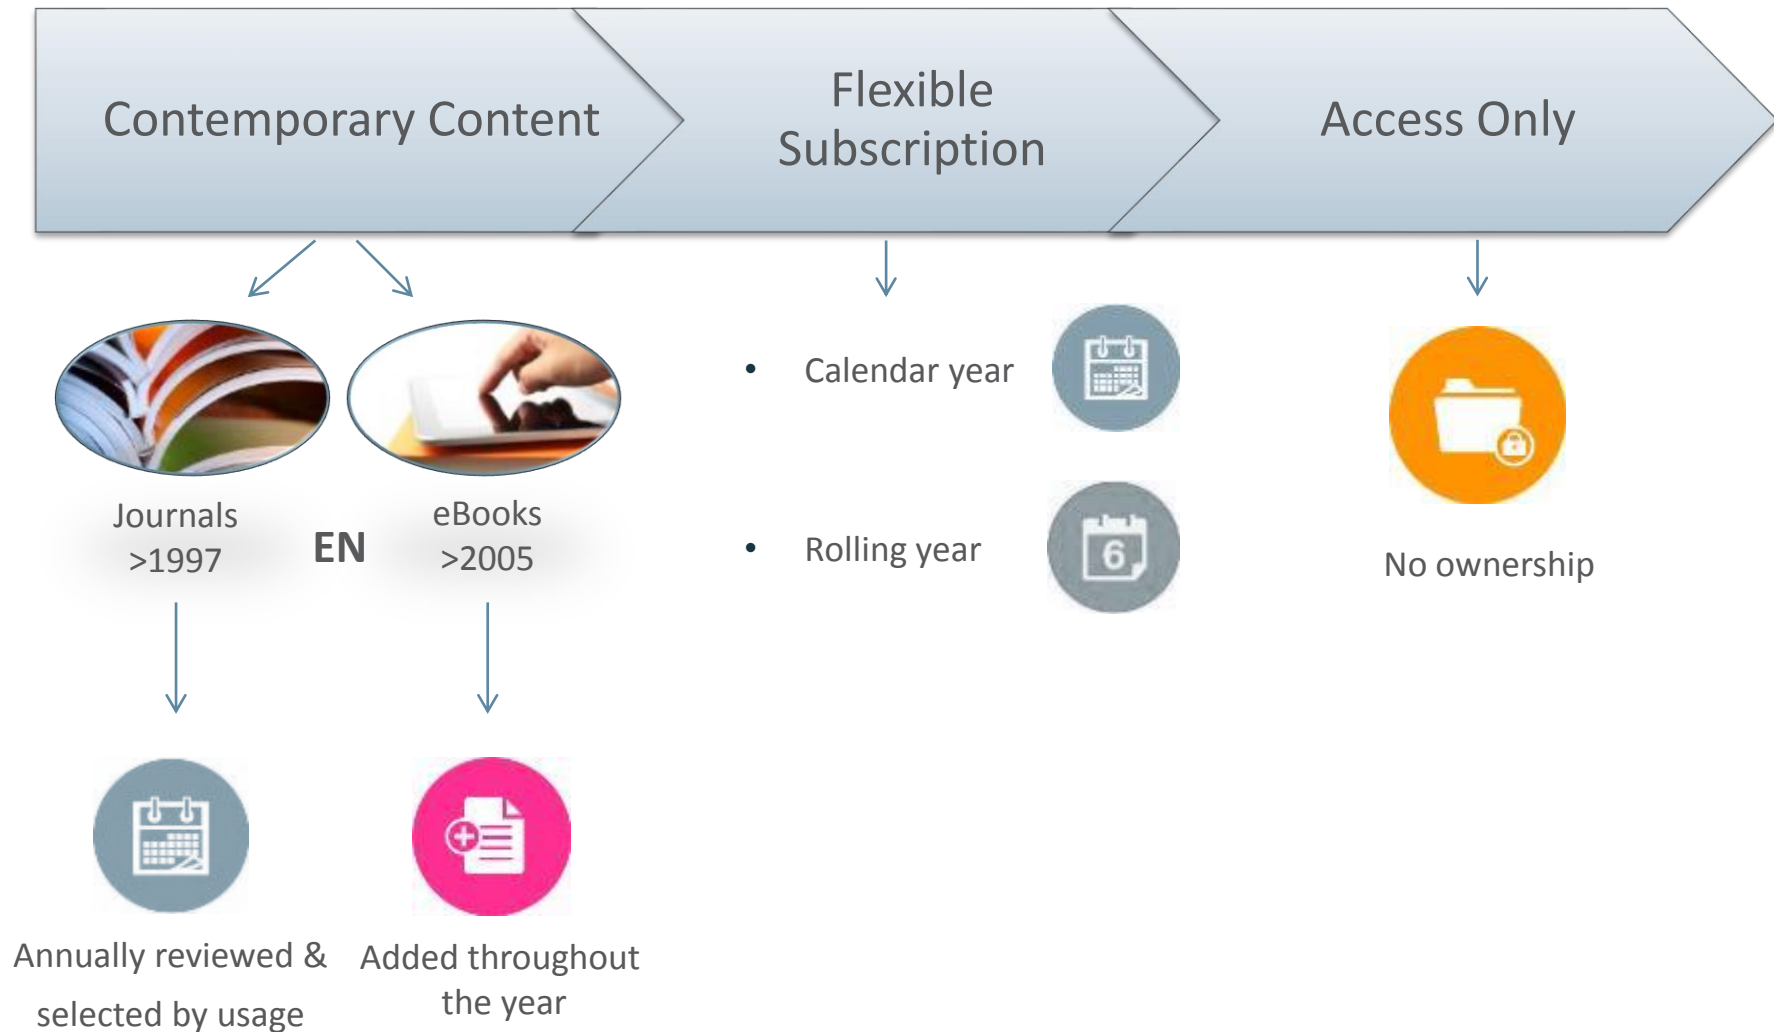 Contemporary Content
Flexible
Subscription
Access Only
Journals
>1997
EN
eBooks
>2005
• Calendar year
• Rolling year
6
No ownership
Annually reviewed &
selected by usage
Added throughout
the year